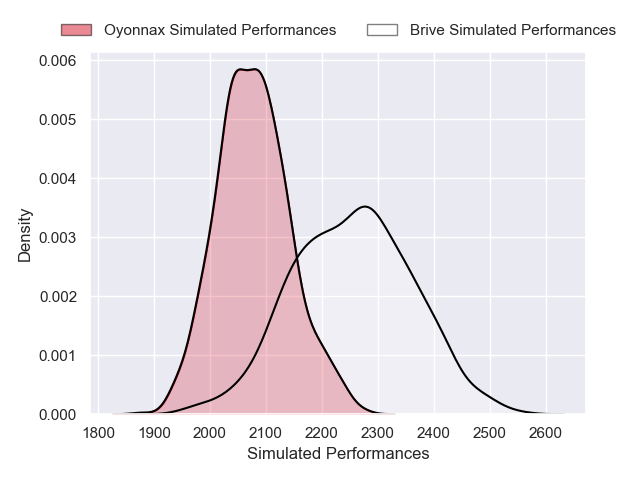 Oyonnax Simulated Performances
Brive Simulated Performances
0.006
0.005
0.004
0.003
0.002
0.001
0.000
Density
1800 1900 2000 2100 2200 2300 2400 2500 2600
Simulated Performances